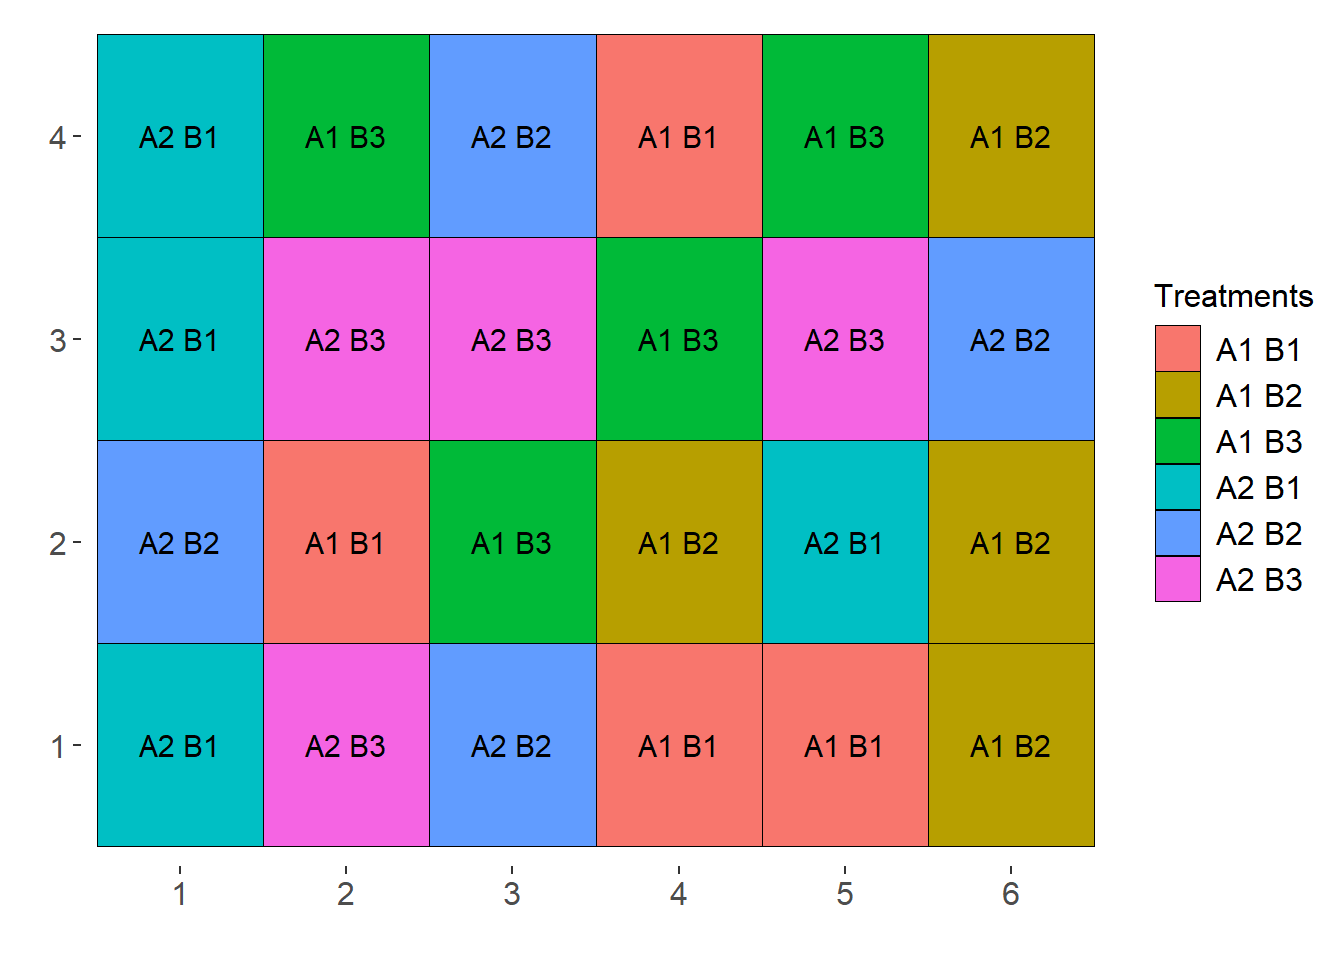 4 A2 B1 A1 B3 A2 B2 A1 B1 A1 B3 A1 B2
3 A2 B1 A2 B3 A2 B3 A1 B3 A2 B3 A2 B2
2 A2 B2 A1 B1 A1 B3 A1 B2 A2 B1 A1 B2
1 A2 B1 A2 B3 A2 B2 A1 B1 A1 B1 A1 B2
1 2 3 4 5 6
Treatments
A1 B1
A1 B2
A1 B3
A2 B1
A2 B2
A2 B3